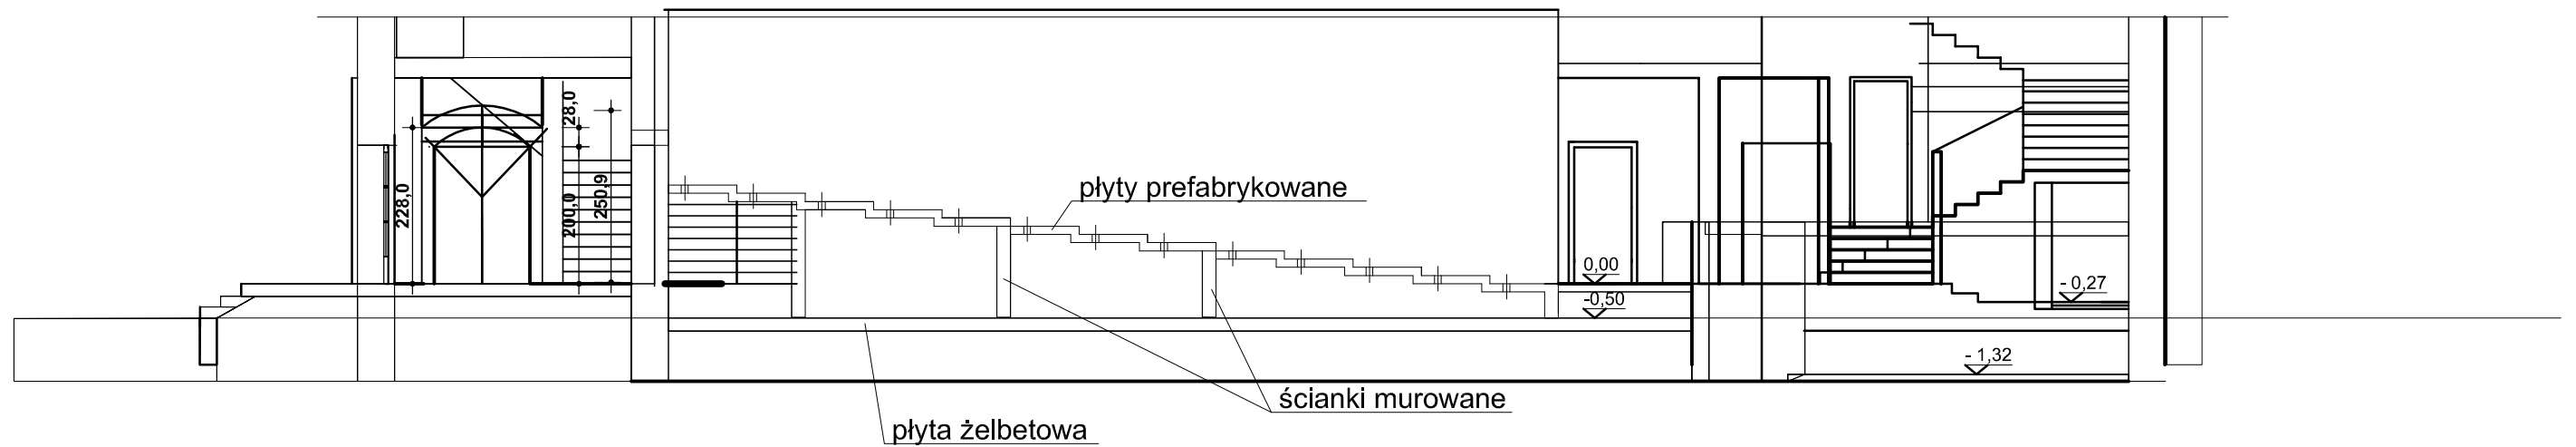 28,0
228,0
200,0
250,9
płyty prefabrykowane
0,00
-0,50
- 0,27
- 1,32
ścianki murowane
płyta żelbetowa